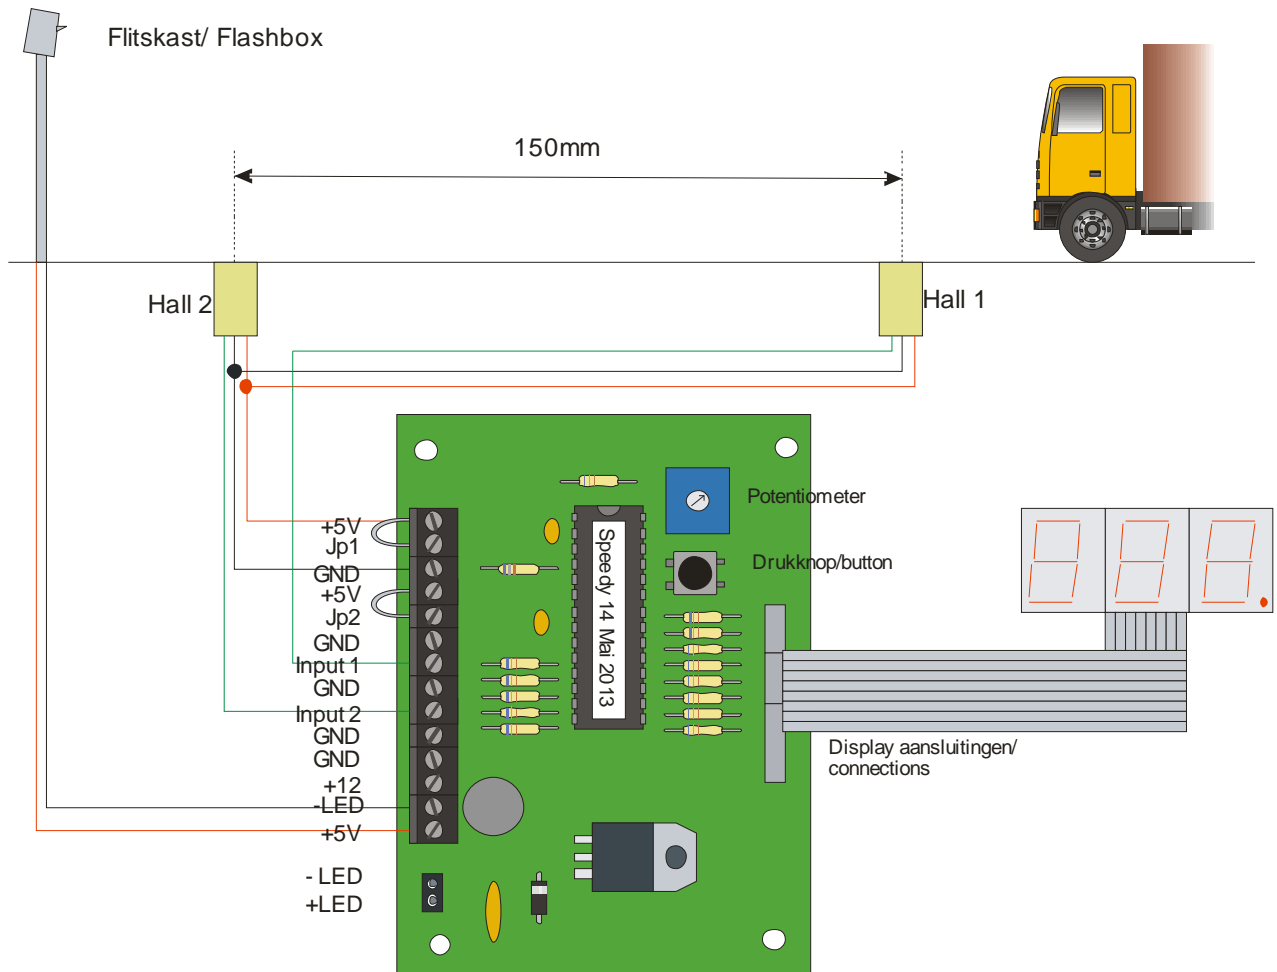 Flitskast/ Flashbox
150mm
Hall 2
Hall 1
Potentiometer
Drukknop/button
Speedy 14 Mai 2013
+5V
Jp1
GND
+5V
Jp2
GND
Input 1
GND
Input 2
GND
GND
+12
-LED
+5V
- LED
+LED
Display aansluitingen/
connections